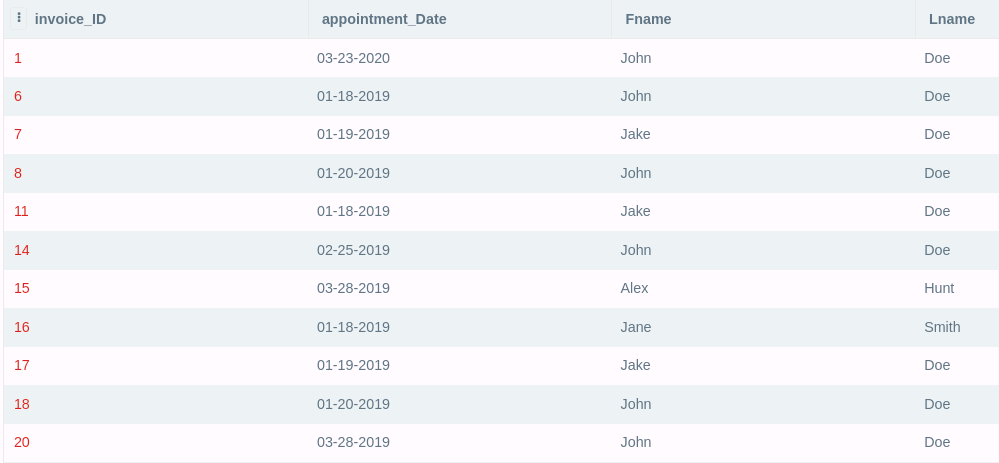 invoice_ID appointment_Date Fname Lname
1 03-23-2020 John Doe
6 01-18-2019 John Doe
7 01-19-2019 Jake Doe
8 01-20-2019 John Doe
11 01-18-2019 Jake Doe
14 02-25-2019 John Doe
15 03-28-2019 Alex Hunt
16 01-18-2019 Jane Smith
17 01-19-2019 Jake Doe
18 01-20-2019 John Doe
20 03-28-2019 John Doe